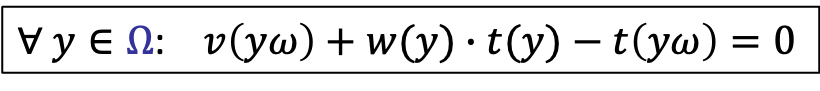 ∀ y ∈ Ω: v(yω) + w(y) · t(y) − t(yω) = 0